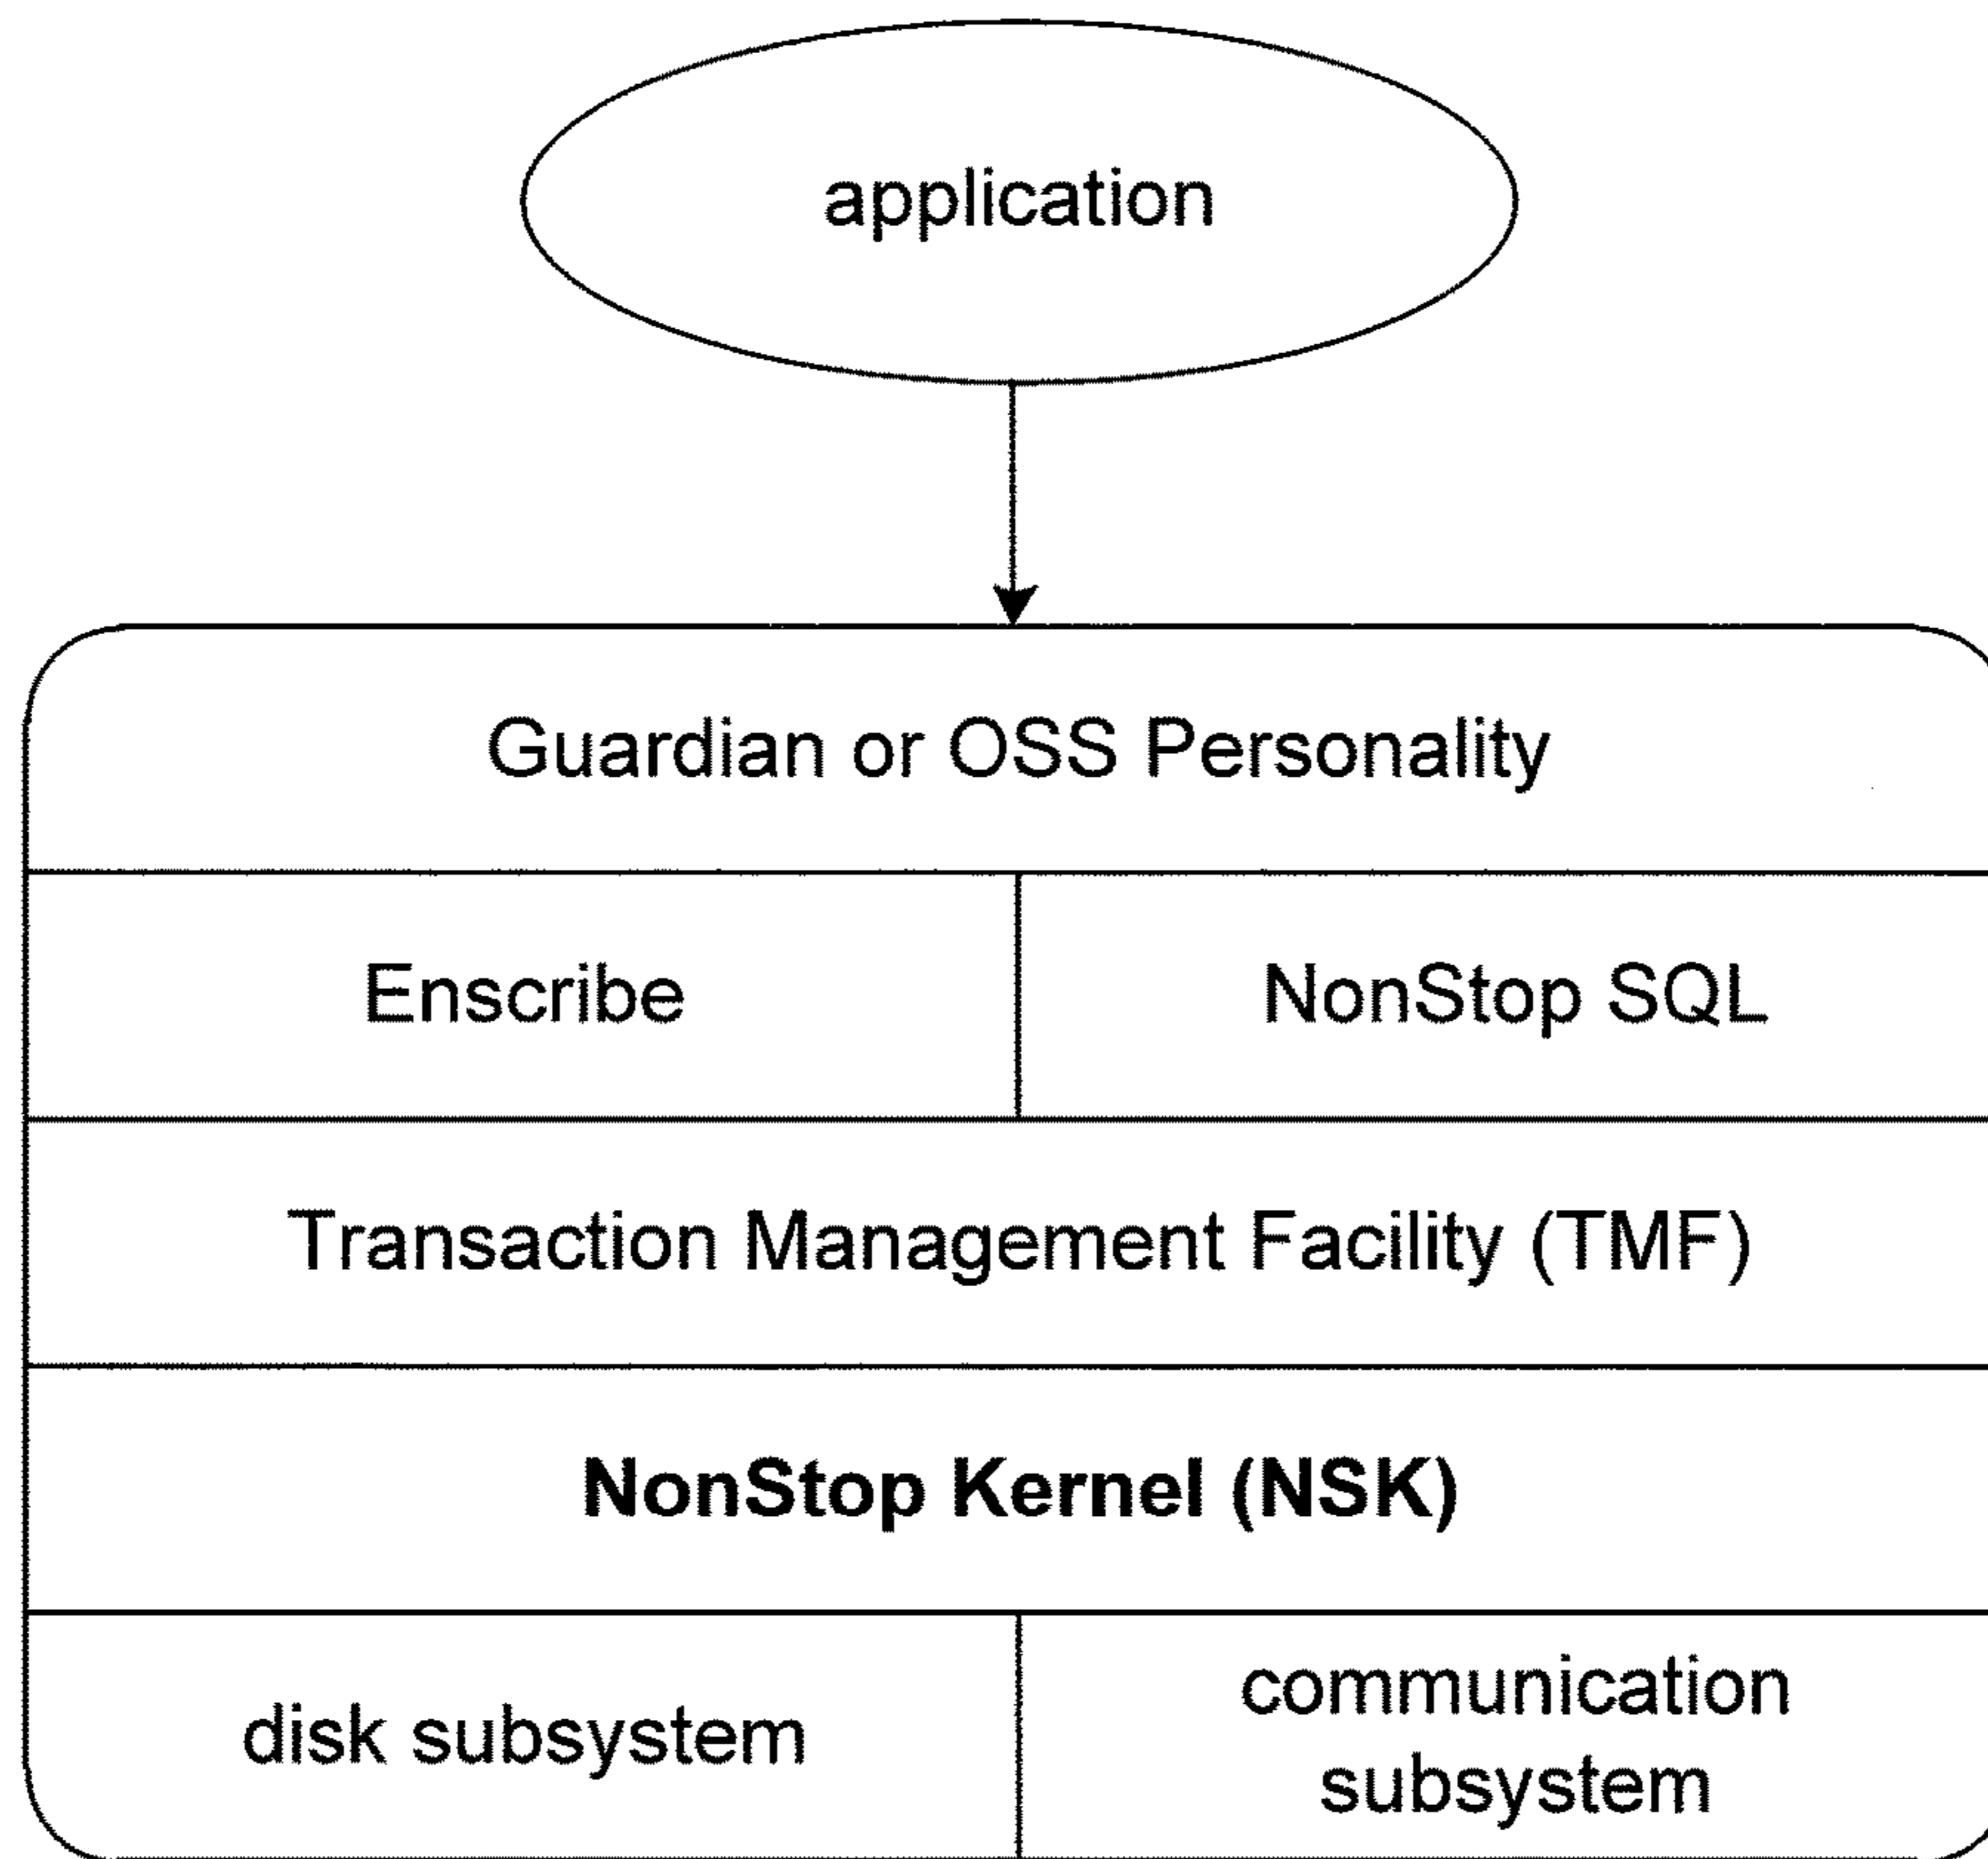 application
Guardian or OSS Personality
Enscribe
NonStop SQL
Transaction Management Facility (TMF)
NonStop Kernel (NSK)
disk subsystem
communication
subsystem